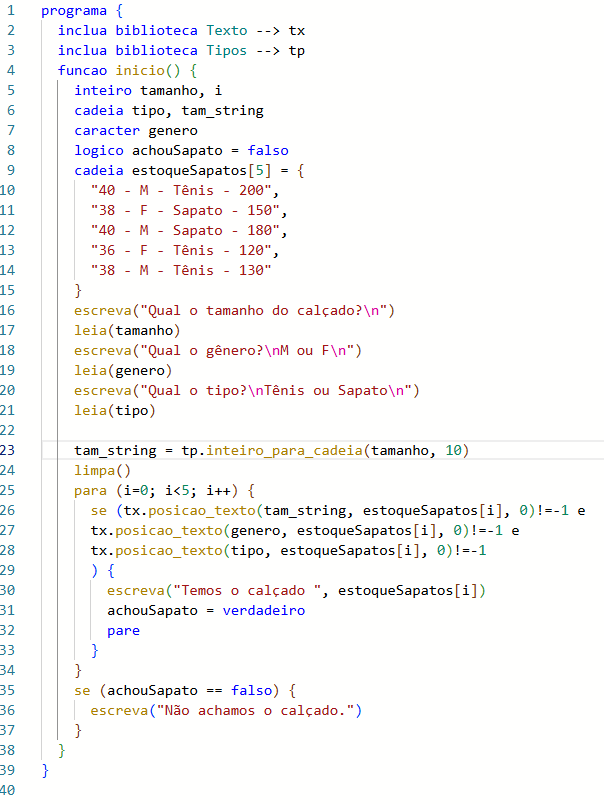 1 programa {
2 inclua biblioteca Texto --> tx
3 inclua biblioteca Tipos --> tp
4 funcao inicio() {
5 inteiro tamanho, i
6 cadeia tipo, tam_string
7 caracter genero
8 logico achouSapato = falso
9 cadeia estoqueSapatos[5] = {
10 "40 - M - Tênis - 200",
11 "38 - F - Sapato - 150",
12 "40 - M - Sapato - 180",
13 "36 - F - Tênis - 120",
14 "38 - M - Tênis - 130"
15 }
16 escreva("Qual o tamanho do calçado?\n")
17 leia(tamanho)
18 escreva("Qual o gênero?\nM ou F\n")
19 leia(genero)
20 escreva("Qual o tipo?\nTênis ou Sapato\n")
21 leia(tipo)
22
23 tam_string = tp.inteiro_para_cadeia(tamanho, 10)
24 limpa()
25 para (i=0; i<5; i++) {
26 se (tx.posicao_texto(tam_string, estoqueSapatos[i], 0)!=-1 e
27 tx.posicao_texto(genero, estoqueSapatos[i], 0)!=-1 e
28 tx.posicao_texto(tipo, estoqueSapatos[i], 0)!=-1
29 ) {
30 escreva("Temos o calçado ", estoqueSapatos[i])
31 achouSapato = verdadeiro
32 pare
33 }
34 }
35 se (achouSapato == falso) {
36 escreva("Não achamos o calçado.")
37 }
38 }
39 }
40